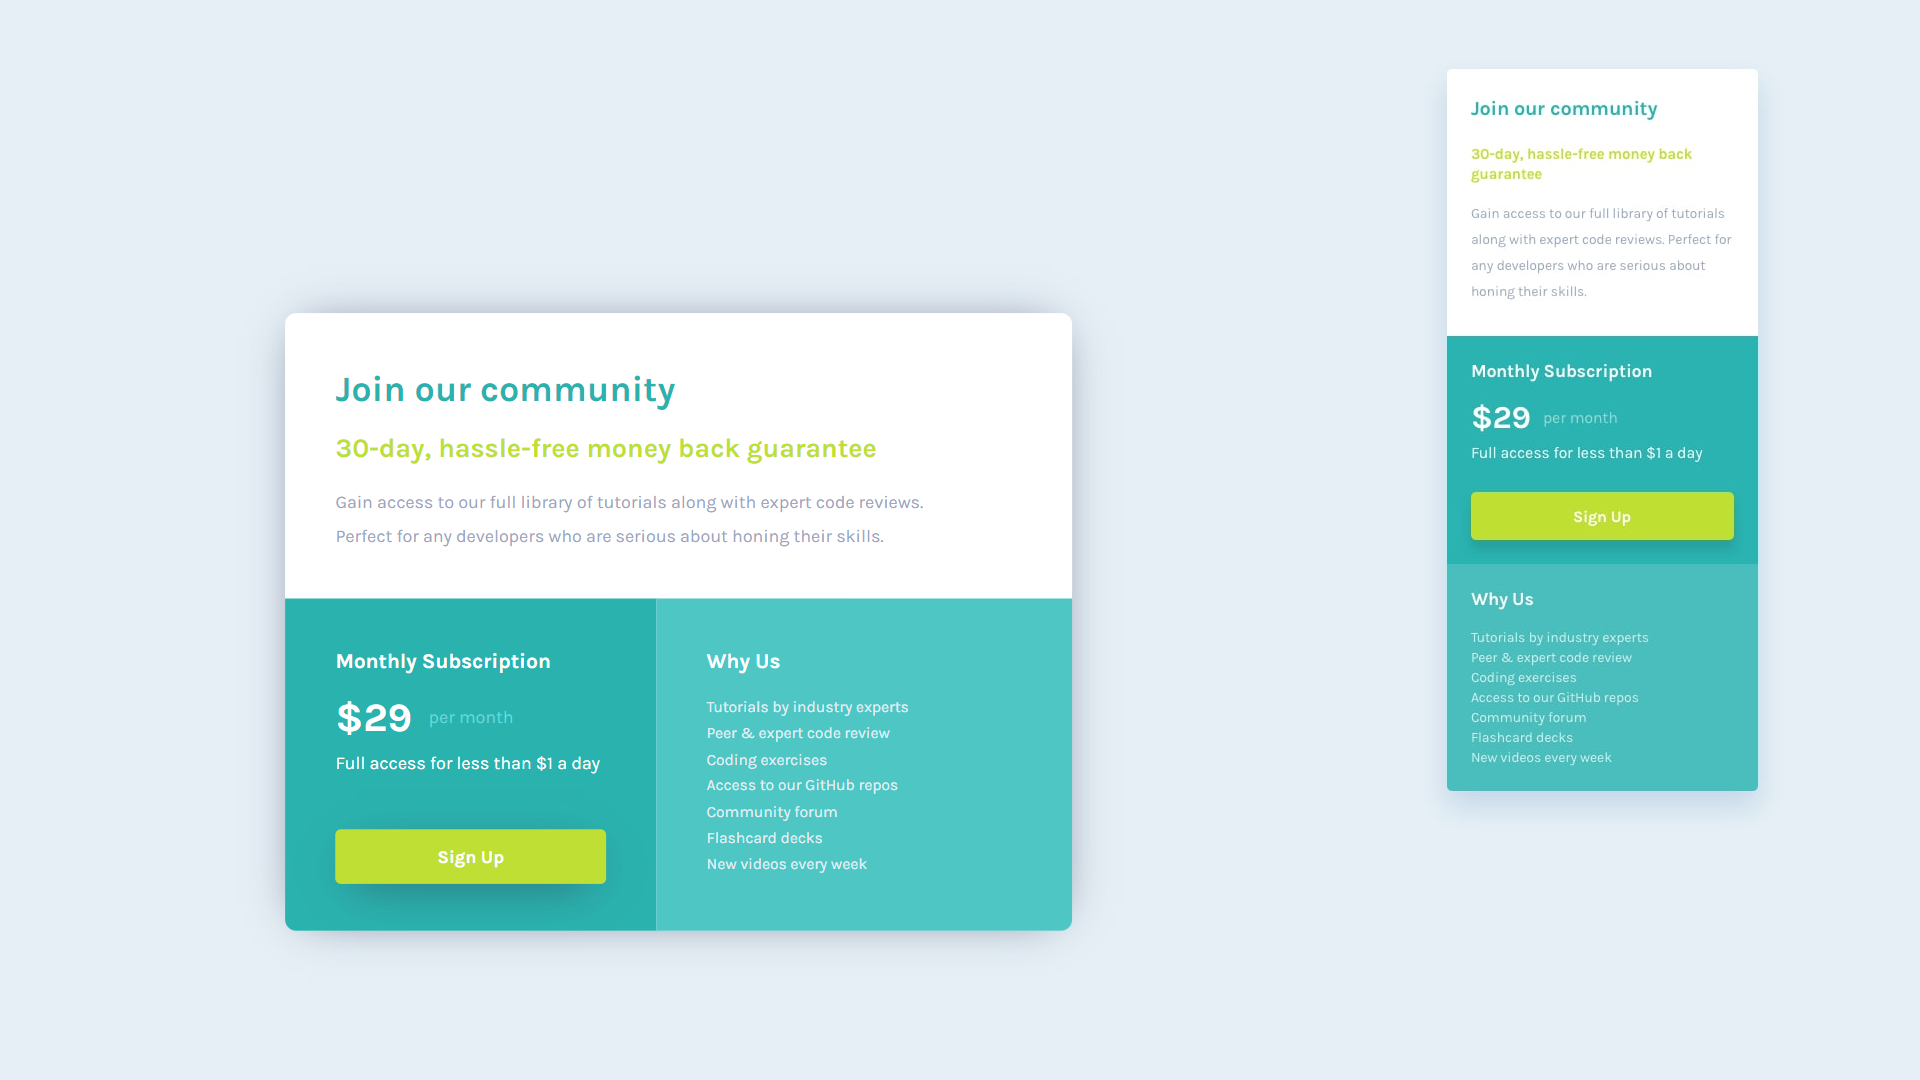 Join our community
30-day, hassle-free money back guarantee
Gain access to our full library of tutorials along with expert code reviews.
Perfect for any developers who are serious about honing their skills.
Monthly Subscription
$29 per month
Full access for less than $1 a day
Sign Up
Why Us
Tutorials by industry experts
Peer & expert code review
Coding exercises
Access to our GitHub repos
Community forum
Flashcard decks
New videos every week
Join our community
30-day, hassle-free money back
guarantee
Gain access to our full library of tutorials
along with expert code reviews. Perfect for
any developers who are serious about
honing their skills.
Monthly Subscription
$29 per month
Full access for less than $1 a day
Sign Up
Why Us
Tutorials by industry experts
Peer & expert code review
Coding exercises
Access to our GitHub repos
Community forum
Flashcard decks
New videos every week